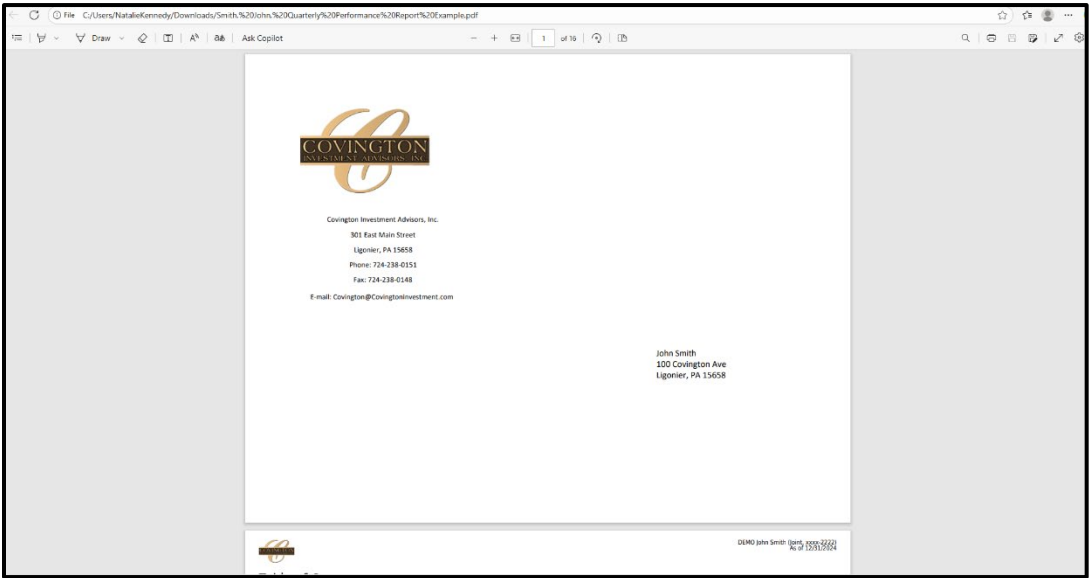 File C:/Users/NatalieKennedy/Downloads/Smith,%20John,%20Quarterly%20Performance%20Report%20Example.pdf
Draw Ask Copilot 1 of 16
COVINGTON
INVESTMENT ADVISORS, INC.
Covington Investment Advisors, Inc.
301 East Main Street
Ligonier, PA 15658
Phone: 724-238-0151
Fax: 724-238-0148
E-mail: Covington@Covingtoninvestment.com
John Smith
100 Covington Ave
Ligonier, PA 15658
COVINGTON
DEMO John Smith (Joint, xxxx-2222)
As of 12/31/2024